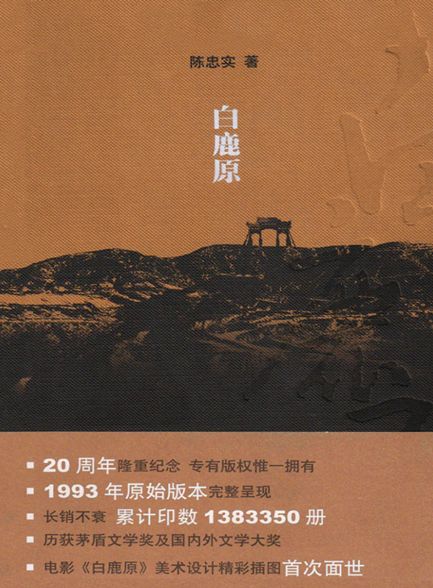 陈忠实 著
白鹿原
▪ 20 周年隆重纪念 专有版权惟一拥有
▪ 1993 年原始版本完整呈现
▪ 长销不衰 累计印数 1383350 册
▪ 历获茅盾文学奖及国内外文学大奖
▪ 电影《白鹿原》美术设计精彩插图首次面世